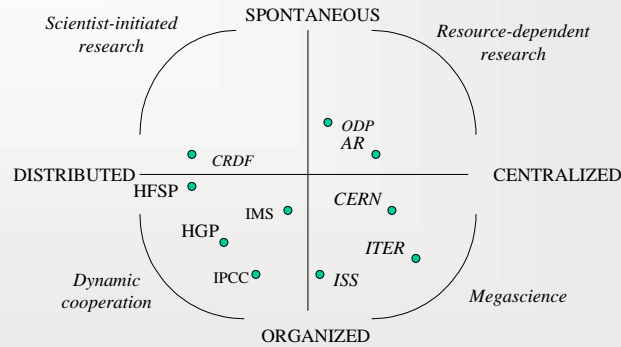 SPONTANEOUS
Scientist-initiated
research
Resource-dependent
research
ODP
AR
CRDF
DISTRIBUTED
CENTRALIZED
HFSP
CERN
IMS
HGP
ITER
IPCC
ISS
Dynamic
cooperation
Megascience
ORGANIZED